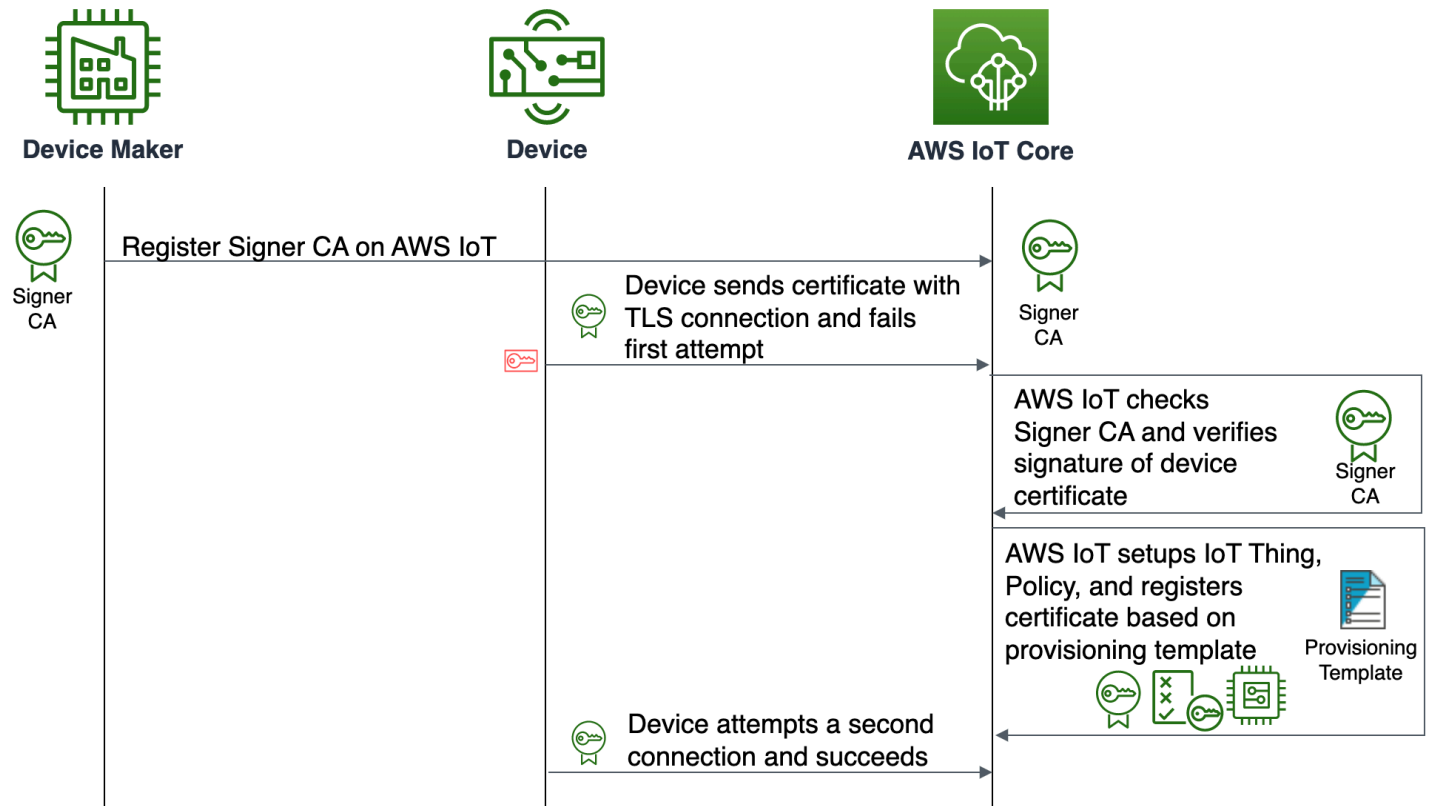 Device Maker
Device
AWS IoT Core
Signer
CA
Register Signer CA on AWS IoT
Signer
CA
Device sends certificate with
TLS connection and fails
first attempt
AWS IoT checks
Signer CA and verifies
signature of device
certificate
Signer
CA
AWS IoT setups IoT Thing,
Policy, and registers
certificate based on
provisioning template
Provisioning
Template
Device attempts a second
connection and succeeds